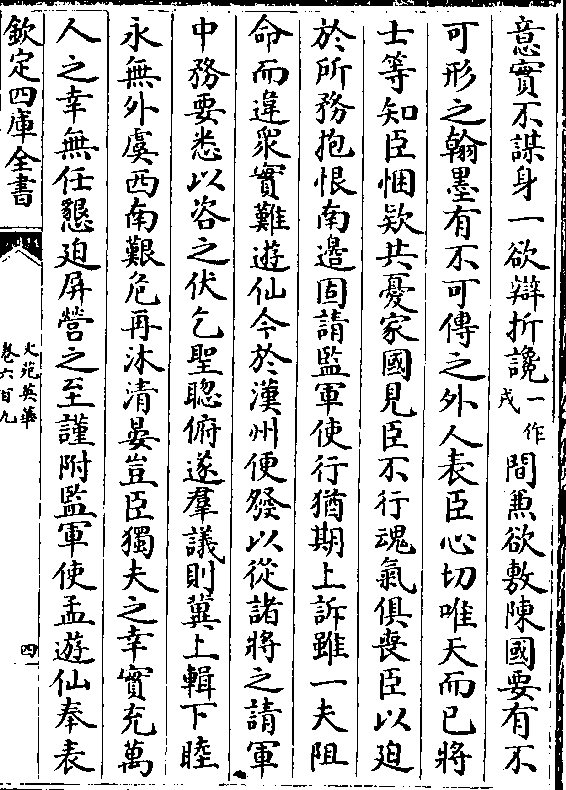 意實不謀身一欲辯折讒一作戎間兼欲敷陳國要有不
可形之翰墨有不可傳之外人表臣心切唯天而已將
士等知臣悃欵共憂家國見臣不行魂氣俱喪臣以廹
於所務抱恨南邉固請監軍使行猶期上訴雖一夫阻
命而違衆實難遊仙今於漢州便發以從諸將之請軍
中務要悉以咨之伏乞聖聰俯遂羣議則冀上輯下睦
永無外虞西南艱危再沐清晏豈臣獨夫之幸實充萬
人之幸無任懇廹屏營之至謹附監軍使孟遊仙奉表
欽定四庫全書
文苑英華
卷六百九
四